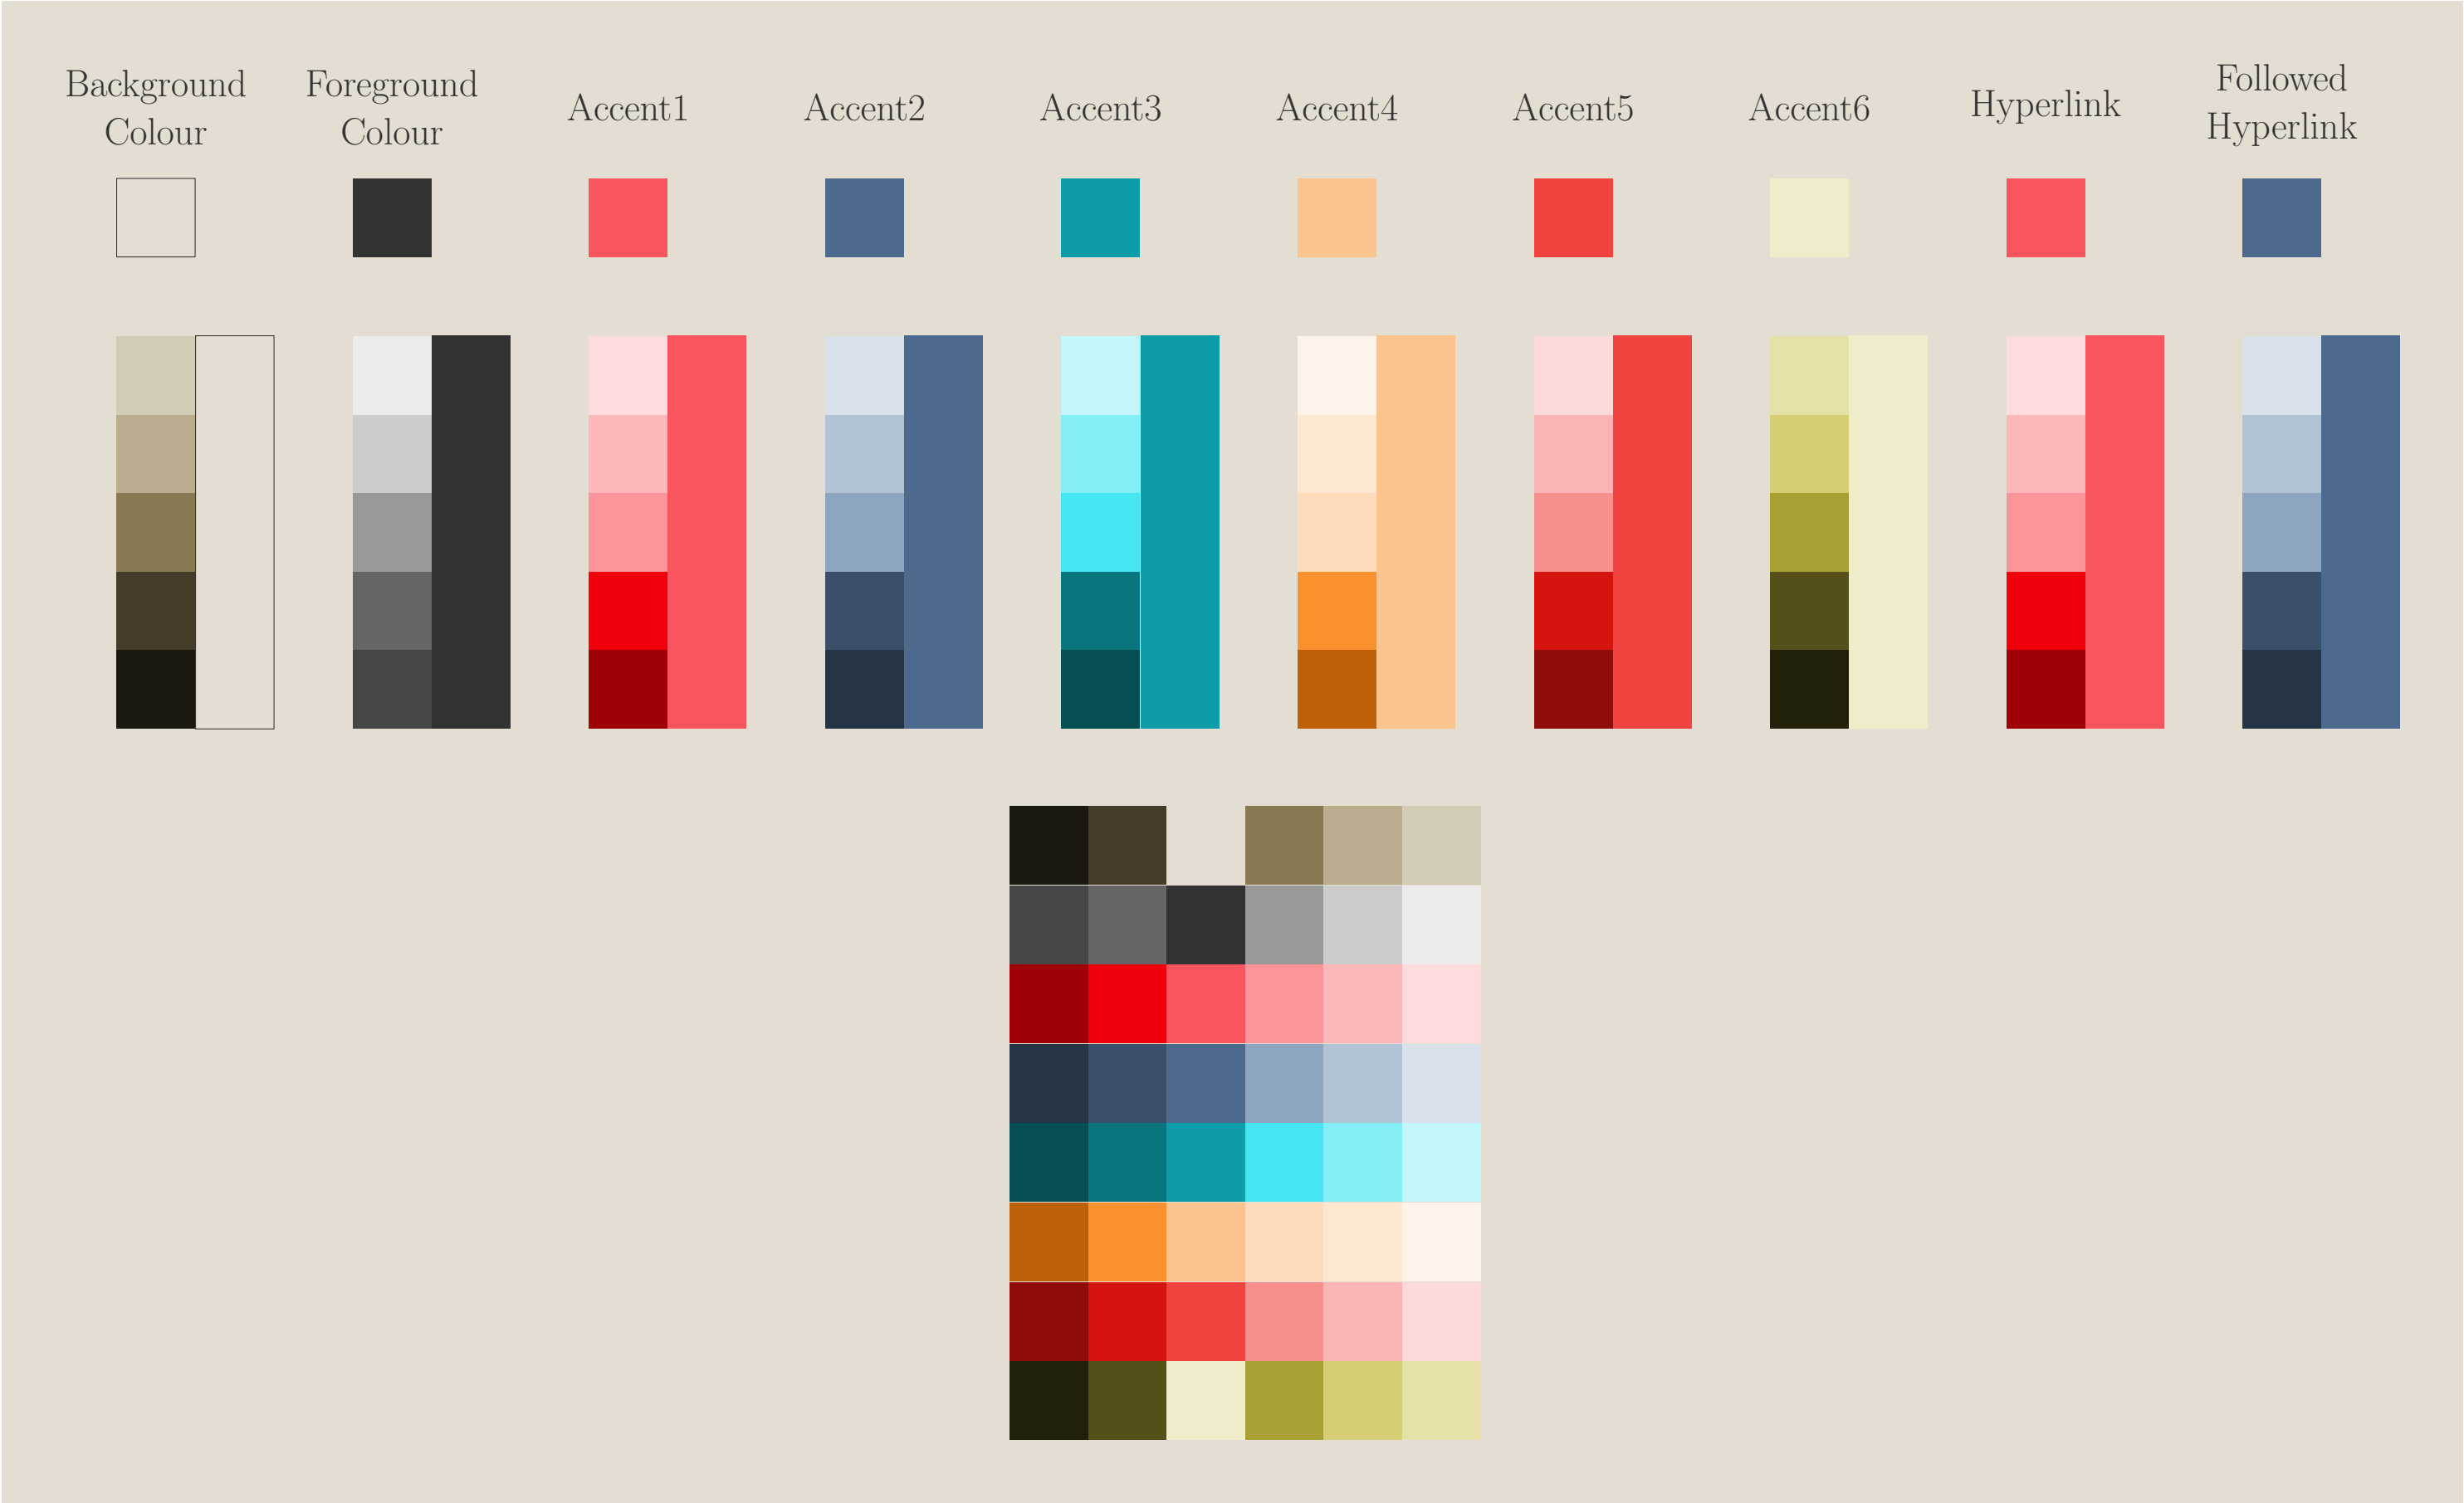 Background
Colour
Foreground
Colour
Accent1
Accent2
Accent3
Accent4
Accent5
Accent6
Hyperlink
Followed
Hyperlink